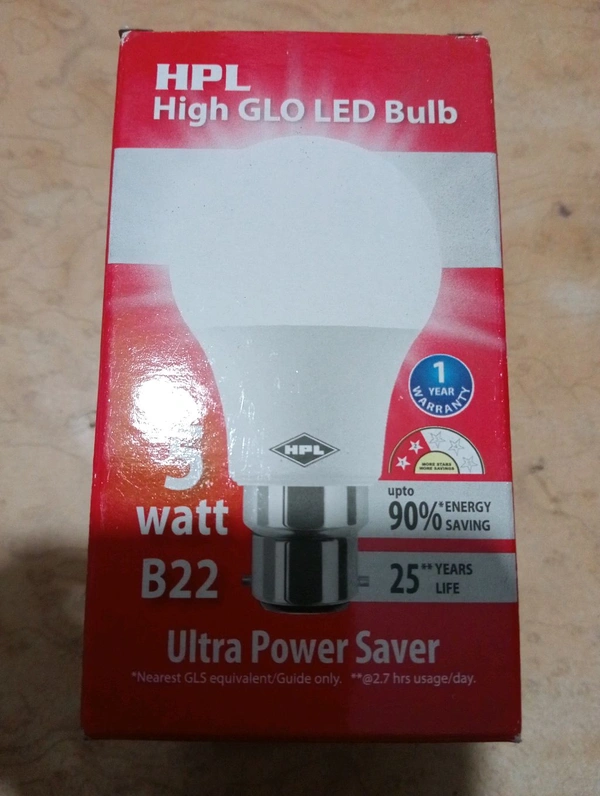 HPL
High GLO LED Bulb
1
YEAR
WARRANTY
HPL
MORE STARS
MORE SAVINGS
watt
B22
upto
90%* ENERGY
SAVING
25** YEARS
LIFE
Ultra Power Saver
*Nearest GLS equivalent/Guide only. **@2.7 hrs usage/day.